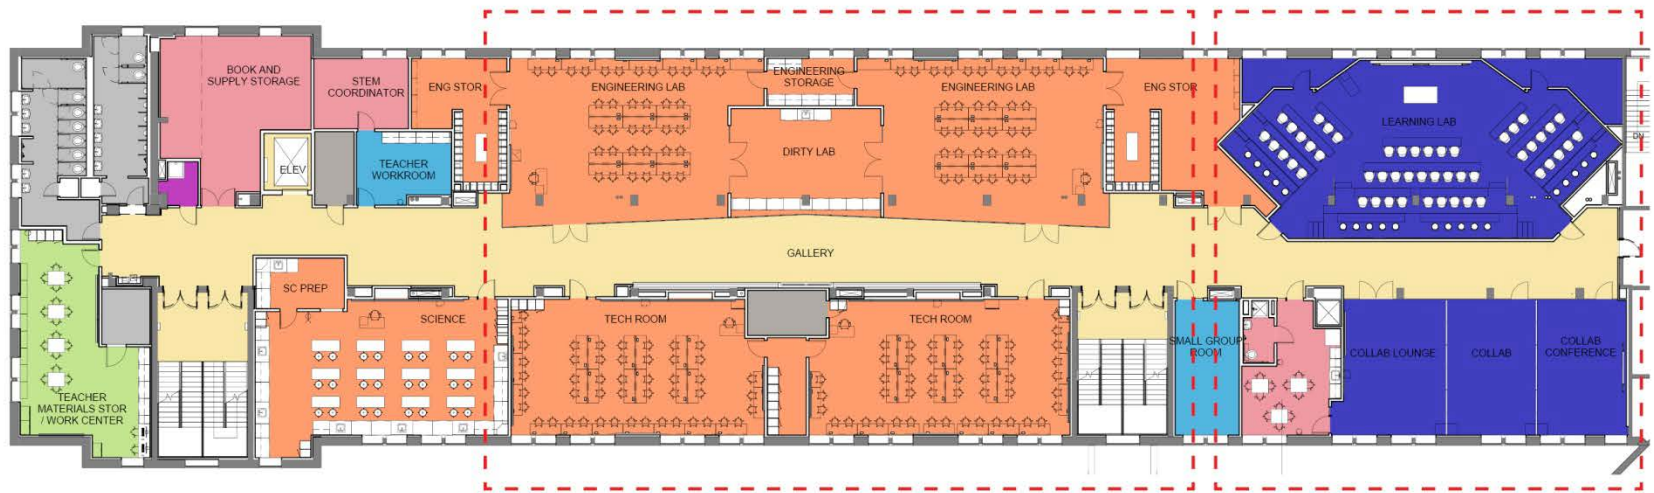 BOOK AND
SUPPLY STORAGE
STEM
COORDINATOR
ENG STOR
ENGINEERING LAB
ENGINEERING
STORAGE
ENGINEERING LAB
ENG STOR
LEARNING LAB
DN
ELEV
TEACHER
WORKROOM
DIRTY LAB
GALLERY
SC PREP
SCIENCE
TECH ROOM
TECH ROOM
SMALL GROUP
ROOM
COLLAB LOUNGE
COLLAB
COLLAB
CONFERENCE
TEACHER
MATERIALS STOR
/ WORK CENTER